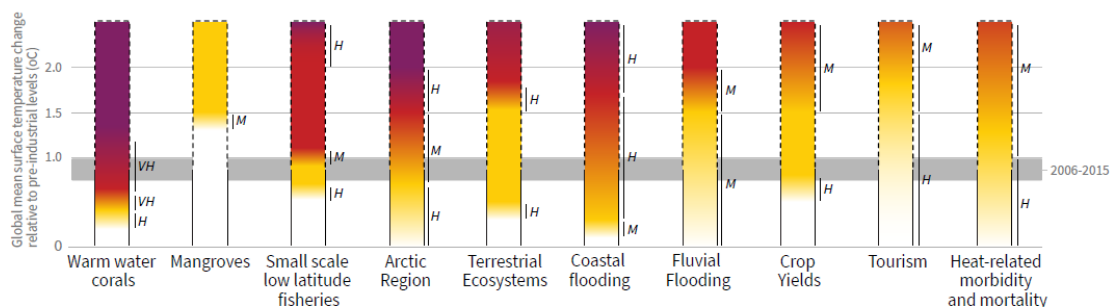 Global mean surface temperature change
relative to pre-industrial levels (oC)
2.0
1.5
1.0
0
2006-2015
VH
VH
H
M
H
M
H
H
M
H
H
H
H
H
M
M
M
M
H
M
H
M
H
Warm water
corals
Mangroves
Small scale
low latitude
fisheries
Arctic
Region
Terrestrial
Ecosystems
Coastal
flooding
Fluvial
Flooding
Crop
Yields
Tourism
Heat-related
morbidity
and mortality